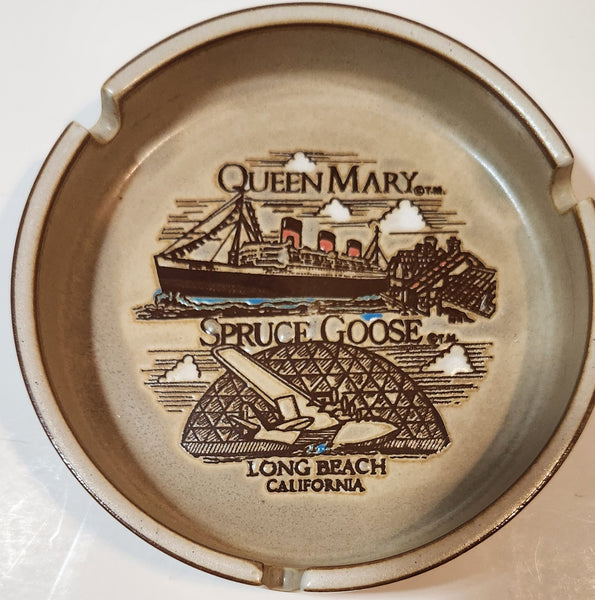 QUEEN MARY ©T.M.
SPRUCE GOOSE ©T.M.
LONG BEACH
CALIFORNIA